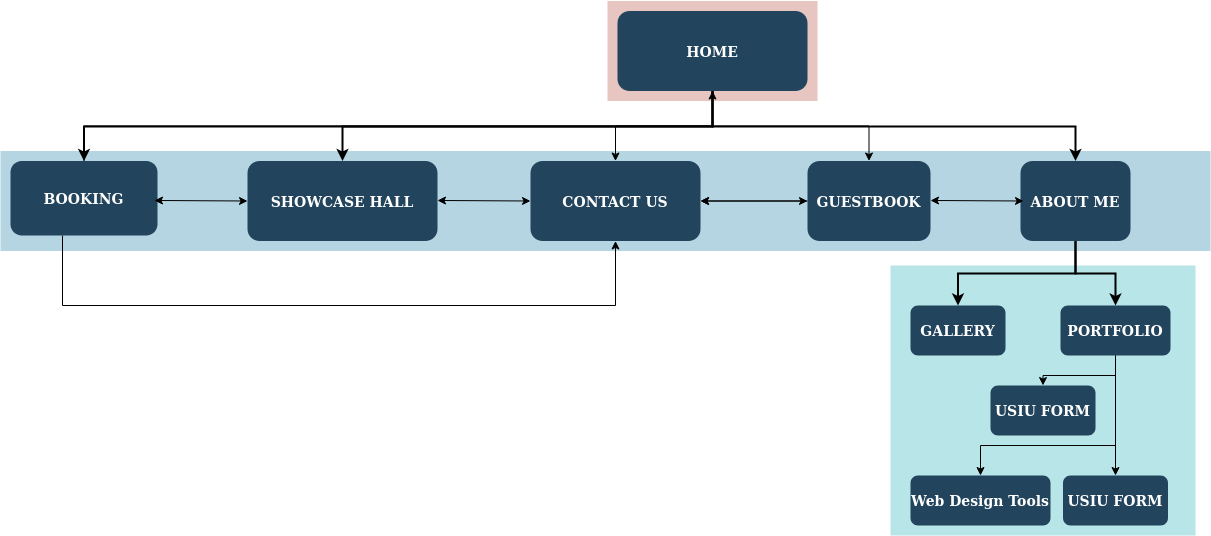 HOME
BOOKING
SHOWCASE HALL
CONTACT US
GUESTBOOK
ABOUT ME
GALLERY
PORTFOLIO
USIU FORM
Web Design Tools
USIU FORM